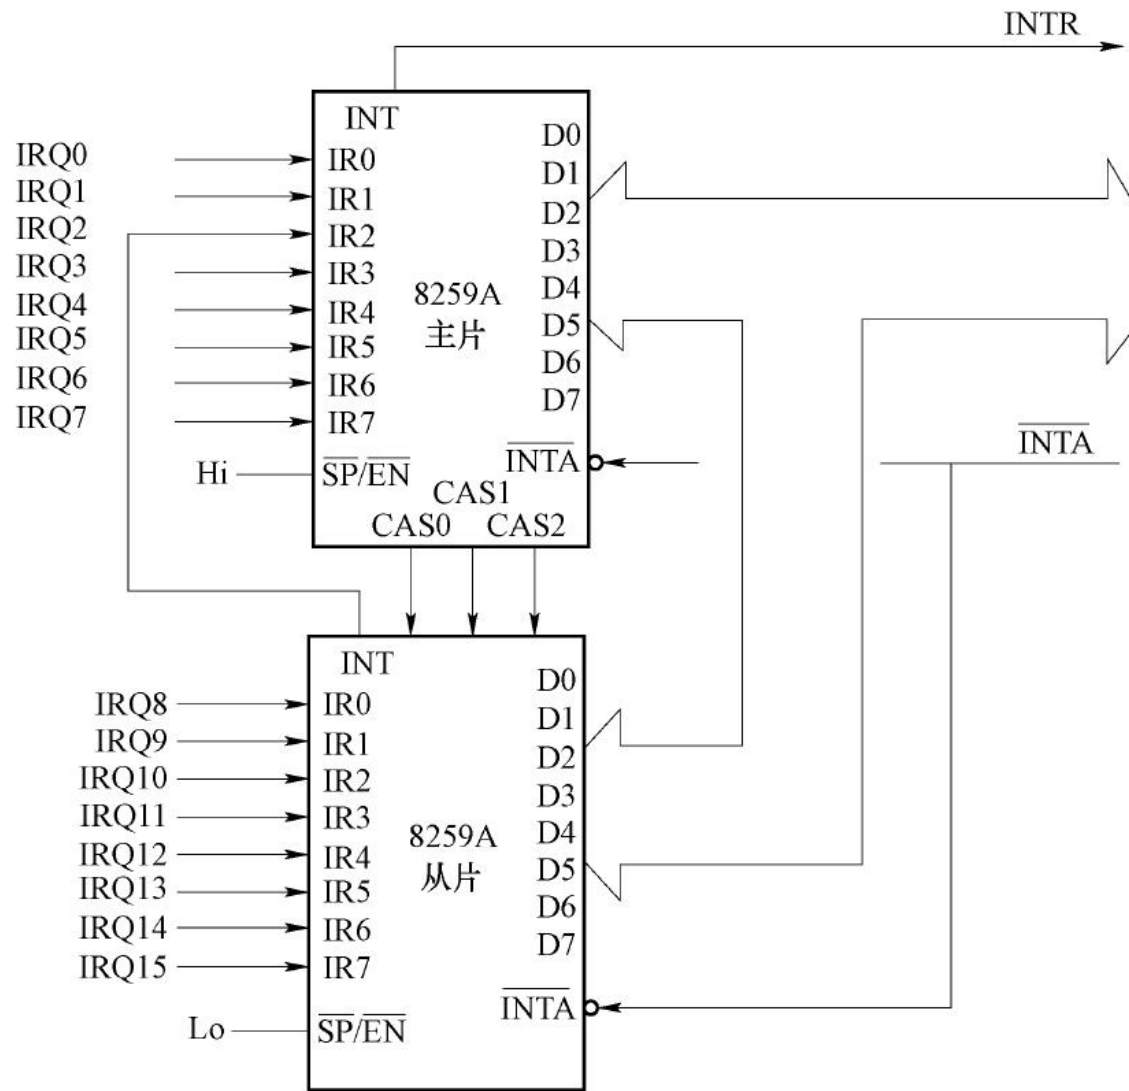 INTR
INT
D0
IRQ0 IR0
D1
IRQ1 IR1
D2
IRQ2 IR2
D3
IRQ3 IR3
8259A
D4
IRQ4 IR4
主片
D5
IRQ5 IR5
D6
IRQ6 IR6
D7
IRQ7 IR7
INTA
INTA
Hi SP/EN
CAS1
CAS0 CAS2
INT
D0
IRQ8 IR0
D1
IRQ9 IR1
D2
IRQ10 IR2
D3
IRQ11 IR3
8259A
D4
IRQ12 IR4
从片
D5
IRQ13 IR5
D6
IRQ14 IR6
D7
IRQ15 IR7
INTA
Lo SP/EN